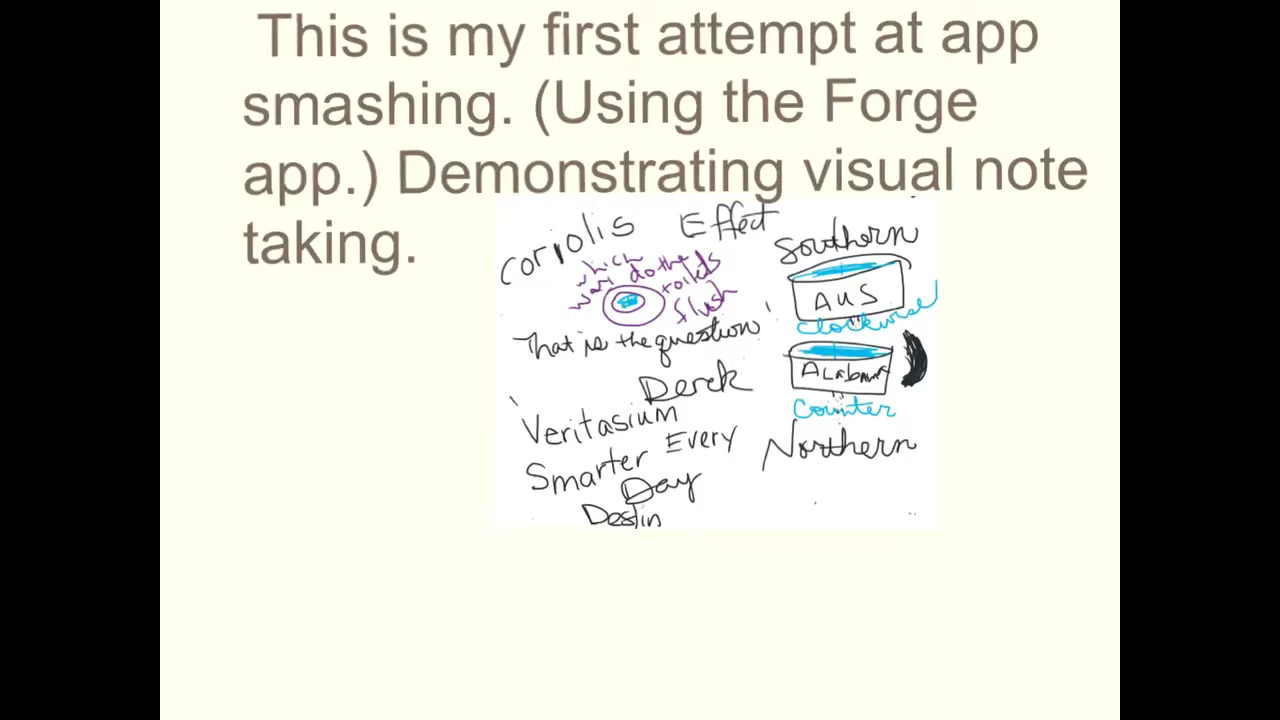 This is my first attempt at app
smashing. (Using the Forge
app.) Demonstrating visual note
taking.
coriolis Effect
which
way do the
toilets
flush
That is the question
Derek
Veritasium
Smarter Every
Day
Destin
Southern
AUS
Clockwise
Alabama
Counter
Northern